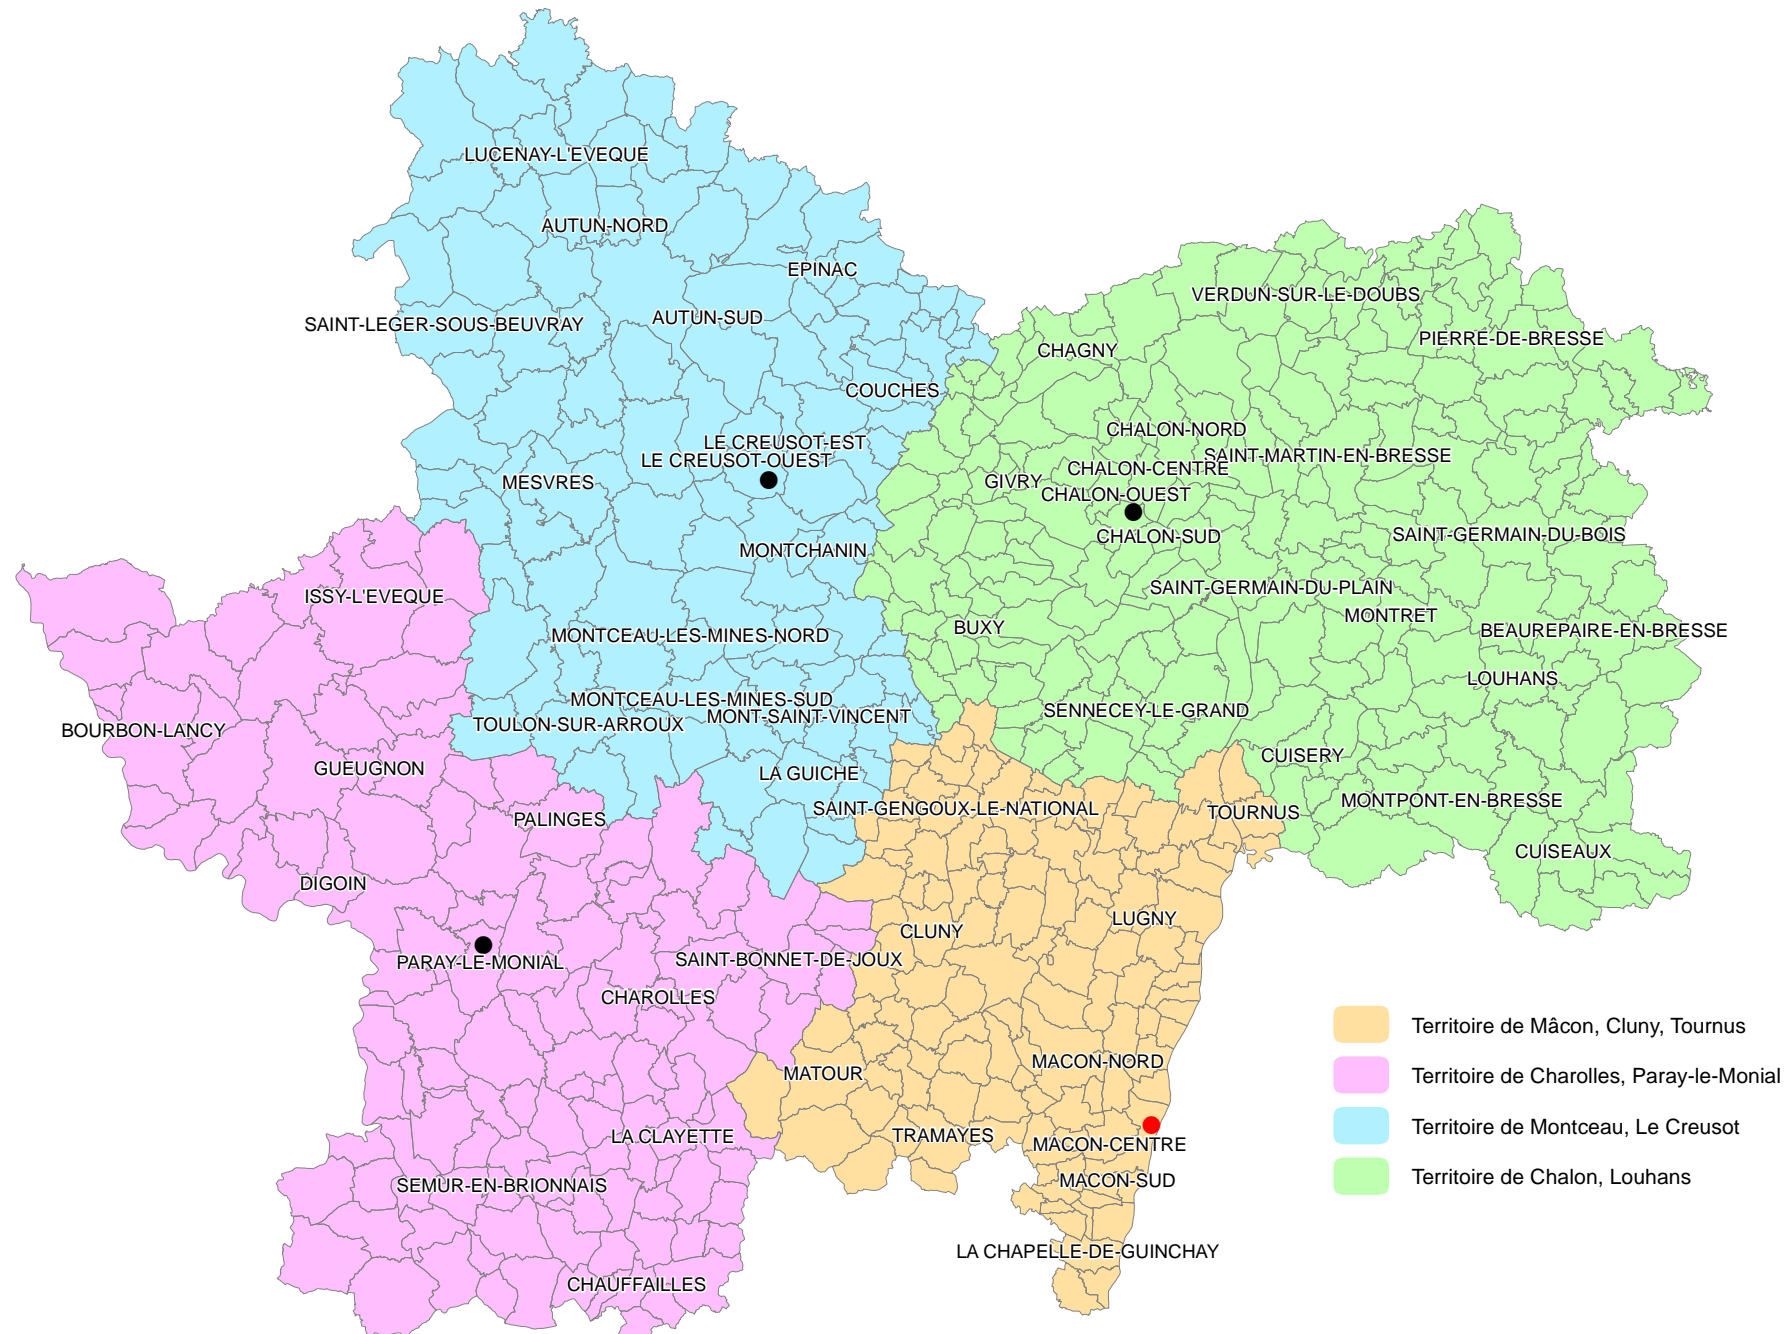 LUCENAY-L'EVEQUE
AUTUN-NORD
EPINAC
VERDUN-SUR-LE-DOUBS
AUTUN-SUD
SAINT-LEGER-SOUS-BEUVRAY
PIERRE-DE-BRESSE
CHAGNY
COUCHES
CHALON-NORD
LE CREUSOT-EST
SAINT-MARTIN-EN-BRESSE
LE CREUSOT-OUEST
CHALON-CENTRE
MESVRES
GIVRY
CHALON-OUEST
SAINT-GERMAIN-DU-BOIS
CHALON-SUD
MONTCHANIN
SAINT-GERMAIN-DU-PLAIN
ISSY-L'EVEQUE
MONTRET
BUXY
BEAUREPAIRE-EN-BRESSE
MONTCEAU-LES-MINES-NORD
LOUHANS
MONTCEAU-LES-MINES-SUD
SENNECEY-LE-GRAND
MONT-SAINT-VINCENT
TOULON-SUR-ARROUX
BOURBON-LANCY
CUISERY
GUEUGNON
LA GUICHE
MONTPONT-EN-BRESSE
SAINT-GENGOUX-LE-NATIONAL
TOURNUS
PALINGES
CUISEAUX
DIGOIN
LUGNY
CLUNY
SAINT-BONNET-DE-JOUX
PARAY-LE-MONIAL
CHAROLLES
MACON-NORD
MATOUR
TRAMAYES
LA CLAYETTE
MACON-CENTRE
MACON-SUD
SEMUR-EN-BRIONNAIS
LA CHAPELLE-DE-GUINCHAY
CHAUFFAILLES
Territoire de Mâcon, Cluny, Tournus
Territoire de Charolles, Paray-le-Monial
Territoire de Montceau, Le Creusot
Territoire de Chalon, Louhans